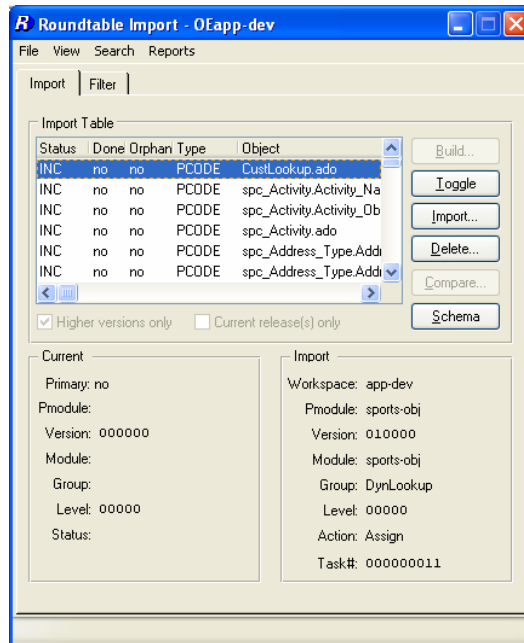 Roundtable Import - OEapp-dev
File View Search Reports
Import Filter
Import Table
Status Done Orphan Type Object
INC no no PCODE CustLookup.ado
INC no no PCODE spc_Activity.Activity_Na
INC no no PCODE spc_Activity.Activity_Ob
INC no no PCODE spc_Activity.ado
INC no no PCODE spc_Address_Type.Addr
INC no no PCODE spc_Address_Type.Addr
Build...
Toggle
Import...
Delete...
Compare...
Schema
Higher versions only Current release(s) only
Current
Primary: no
Pmodule:
Version: 000000
Module:
Group:
Level: 00000
Status:
Import
Workspace: app-dev
Pmodule: sports-obj
Version: 010000
Module: sports-obj
Group: DynLookup
Level: 00000
Action: Assign
Task#: 000000011